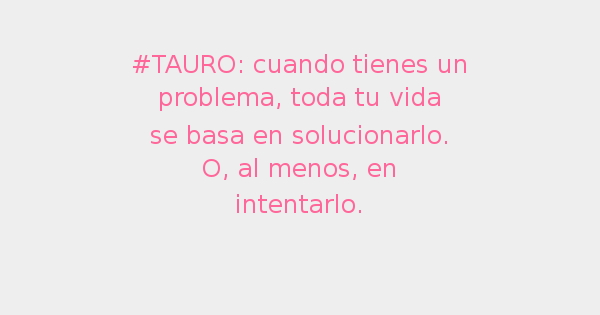 #TAURO: cuando tienes un
problema, toda tu vida
se basa en solucionarlo.
O, al menos, en
intentarlo.